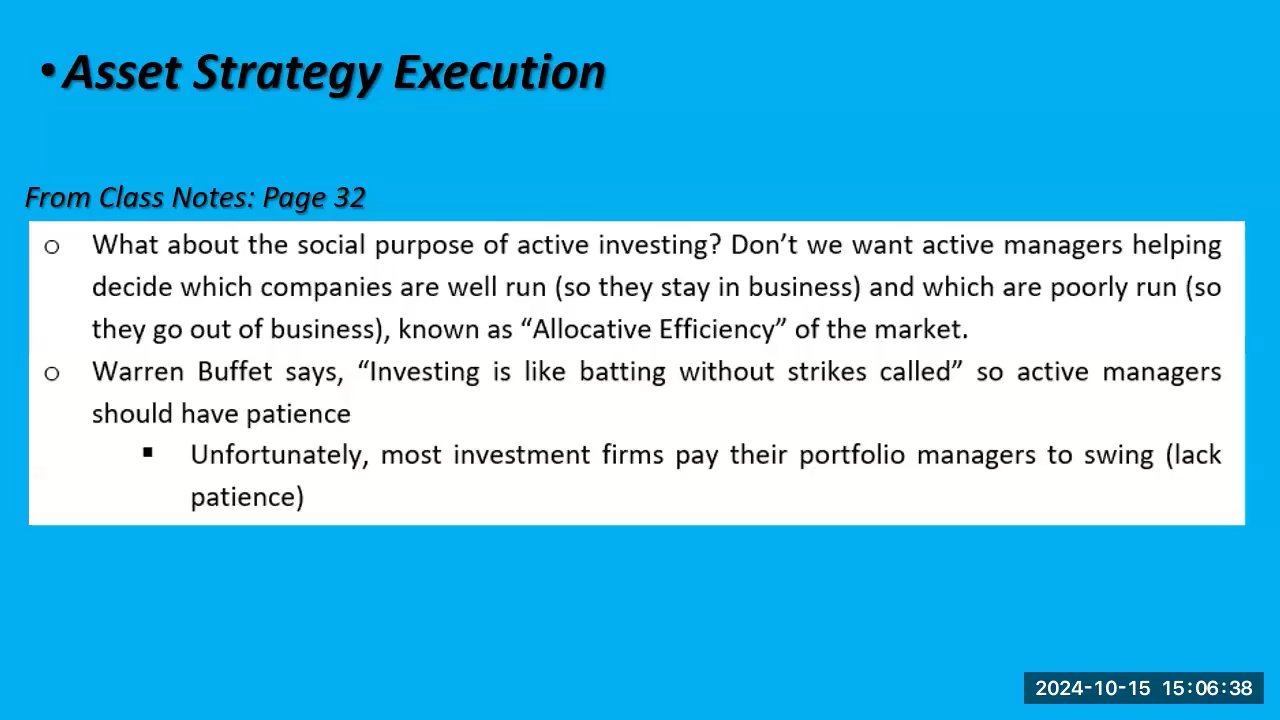 •Asset Strategy Execution
From Class Notes: Page 32
o What about the social purpose of active investing? Don’t we want active managers helping
decide which companies are well run (so they stay in business) and which are poorly run (so
they go out of business), known as “Allocative Efficiency” of the market.
o Warren Buffet says, “Investing is like batting without strikes called” so active managers
should have patience
▪ Unfortunately, most investment firms pay their portfolio managers to swing (lack
patience)
2024-10-15 15:06:38